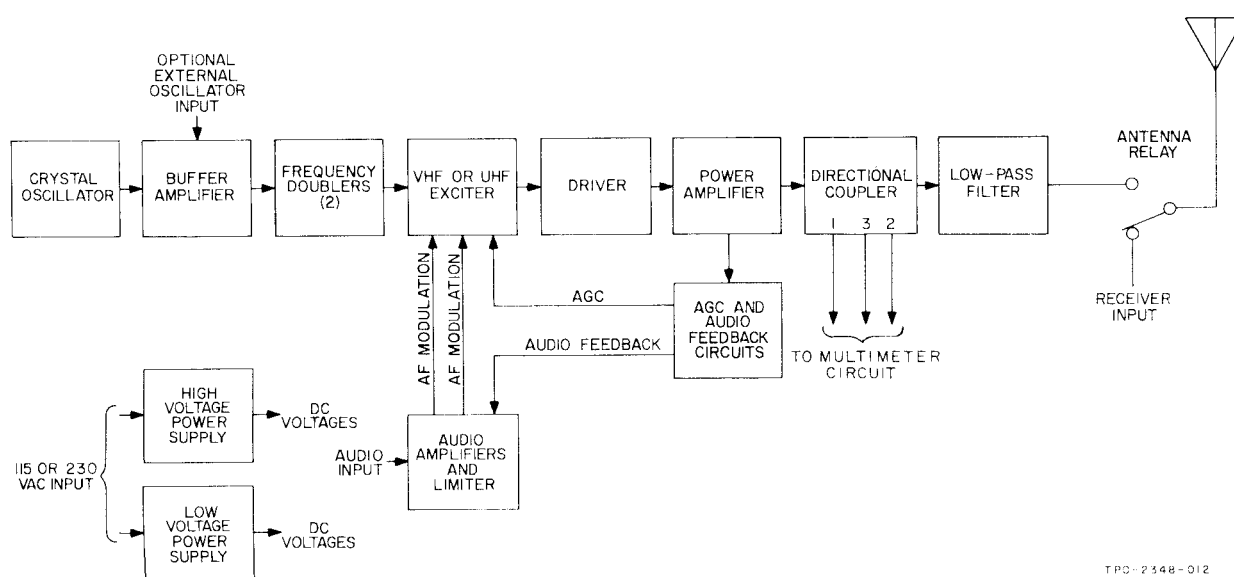 OPTIONAL
EXTERNAL
OSCILLATOR
INPUT
CRYSTAL
OSCILLATOR
BUFFER
AMPLIFIER
FREQUENCY
DOUBLERS
(2)
VHF OR UHF
EXCITER
DRIVER
POWER
AMPLIFIER
DIRECTIONAL
COUPLER
1 3 2
LOW-PASS
FILTER
ANTENNA
RELAY
RECEIVER
INPUT
TO MULTIMETER
CIRCUIT
AF MODULATION
AF MODULATION
AGC
AGC AND
AUDIO
FEEDBACK
CIRCUITS
AUDIO FEEDBACK
AUDIO
INPUT
AUDIO
AMPLIFIERS
AND
LIMITER
115 OR 230
VAC INPUT
HIGH
VOLTAGE
POWER
SUPPLY
DC
VOLTAGES
LOW
VOLTAGE
POWER
SUPPLY
DC
VOLTAGES
TPO-2348-012